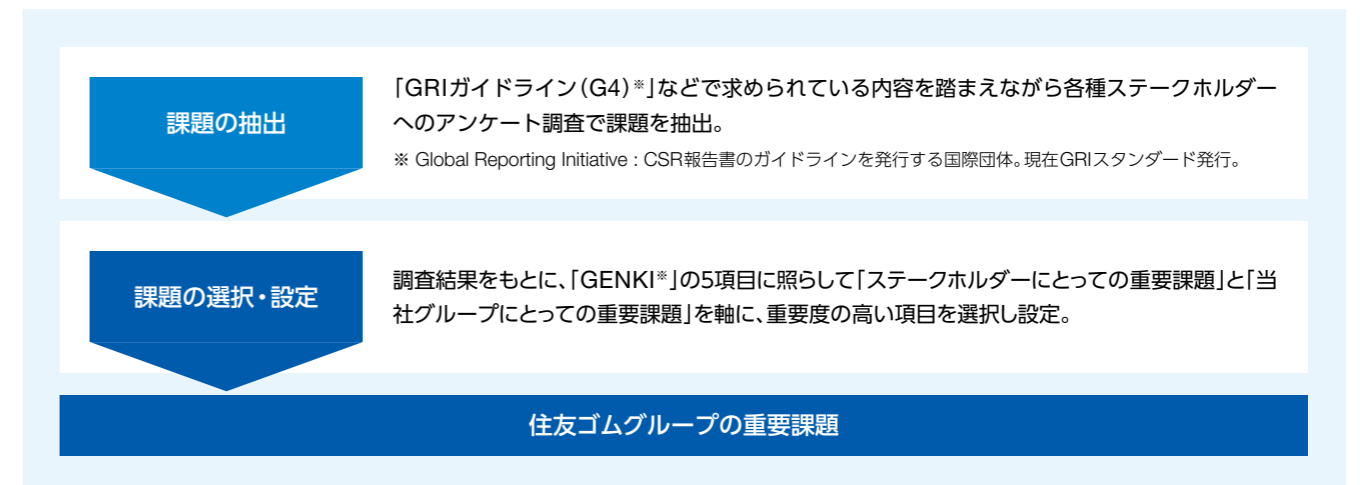 課題の抽出
「GRIガイドライン（G4）※」などで求められている内容を踏まえながら各種ステークホルダー
へのアンケート調査で課題を抽出。
※ Global Reporting Initiative : CSR報告書のガイドラインを発行する国際団体。現在GRIスタンダード発行。
課題の選択・設定
調査結果をもとに、「GENKI※」の5項目に照らして「ステークホルダーにとっての重要課題」と「当
社グループにとっての重要課題」を軸に、重要度の高い項目を選択し設定。
住友ゴムグループの重要課題